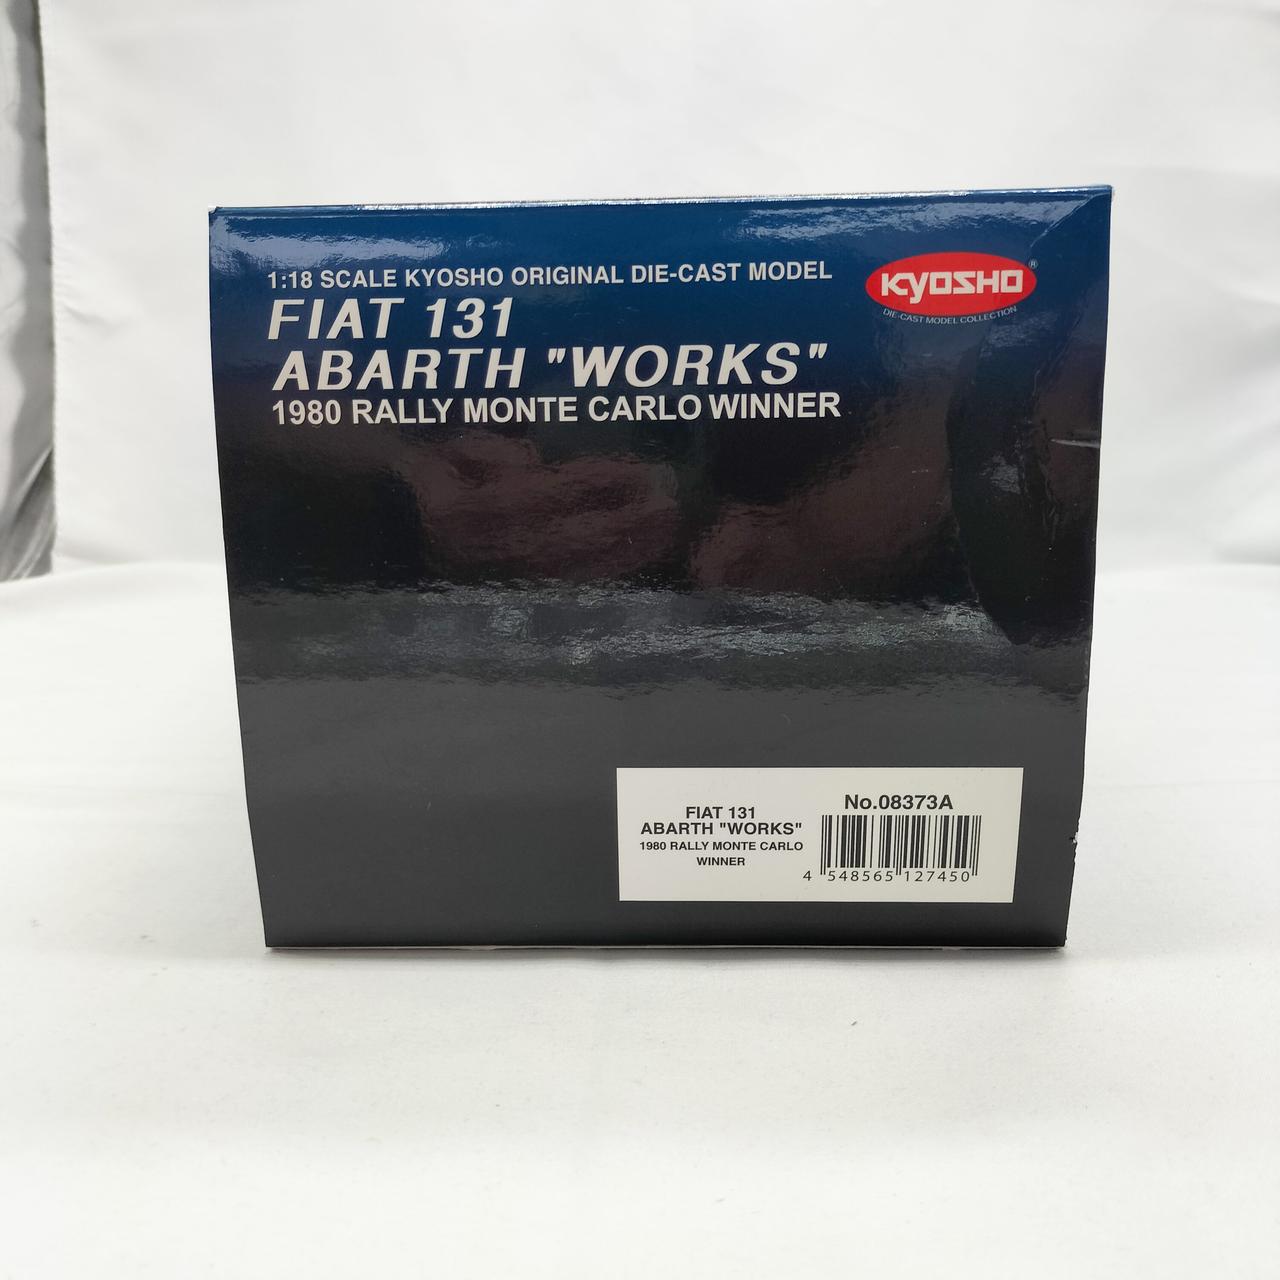 1:18 SCALE KYOSHO ORIGINAL DIE-CAST MODEL
FIAT 131
ABARTH "WORKS"
1980 RALLY MONTE CARLO WINNER
KYOSHO®
DIE-CAST MODEL COLLECTION
FIAT 131
ABARTH "WORKS"
1980 RALLY MONTE CARLO
WINNER
No.08373A
4 548565 127450